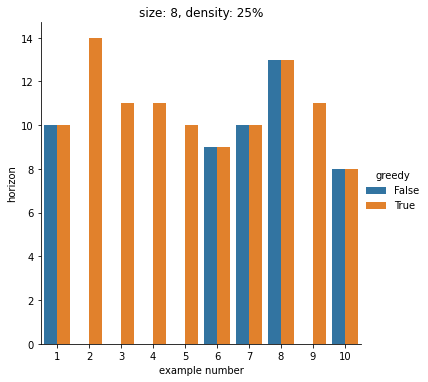 size: 8, density: 25%
14
12
10
8
6
4
2
0
horizon
1 2 3 4 5 6 7 8 9 10
example number
greedy
False
True